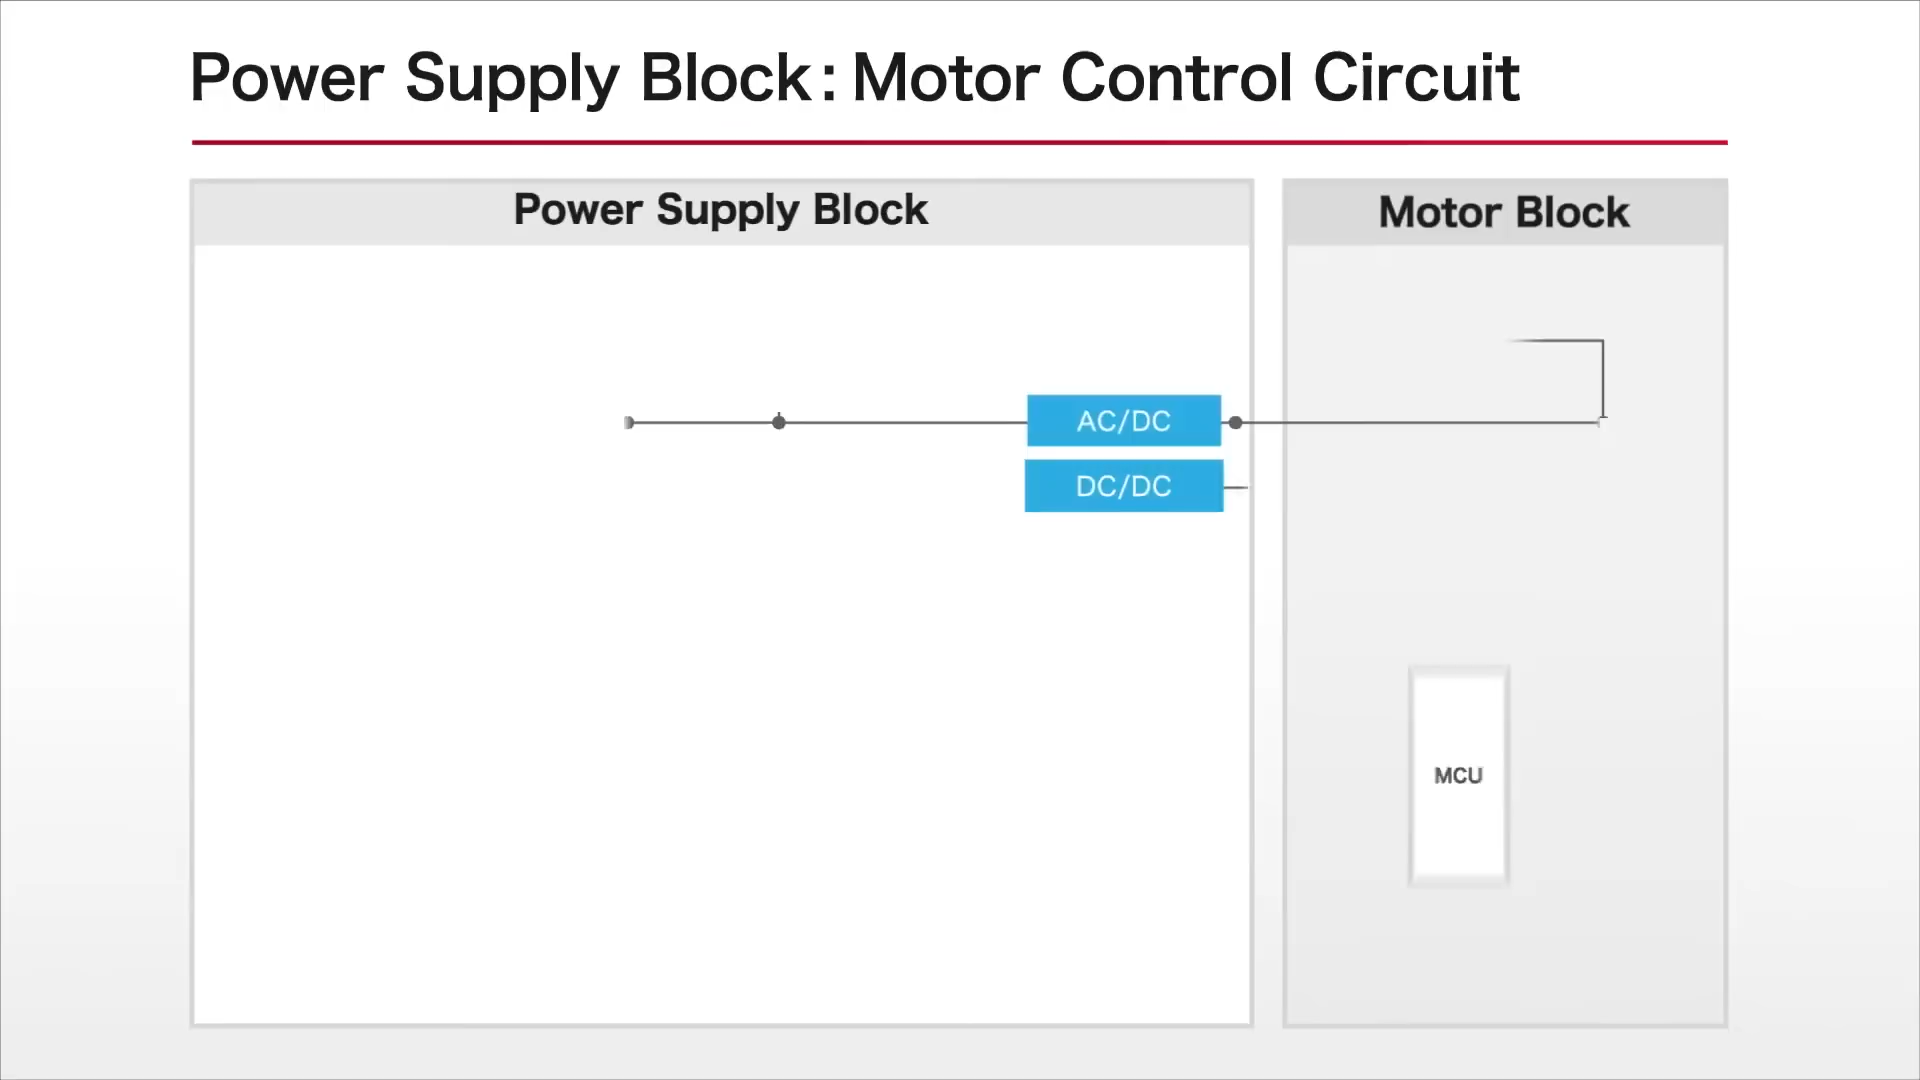 Power Supply Block: Motor Control Circuit
Power Supply Block
Motor Block
AC/DC
DC/DC
MCU